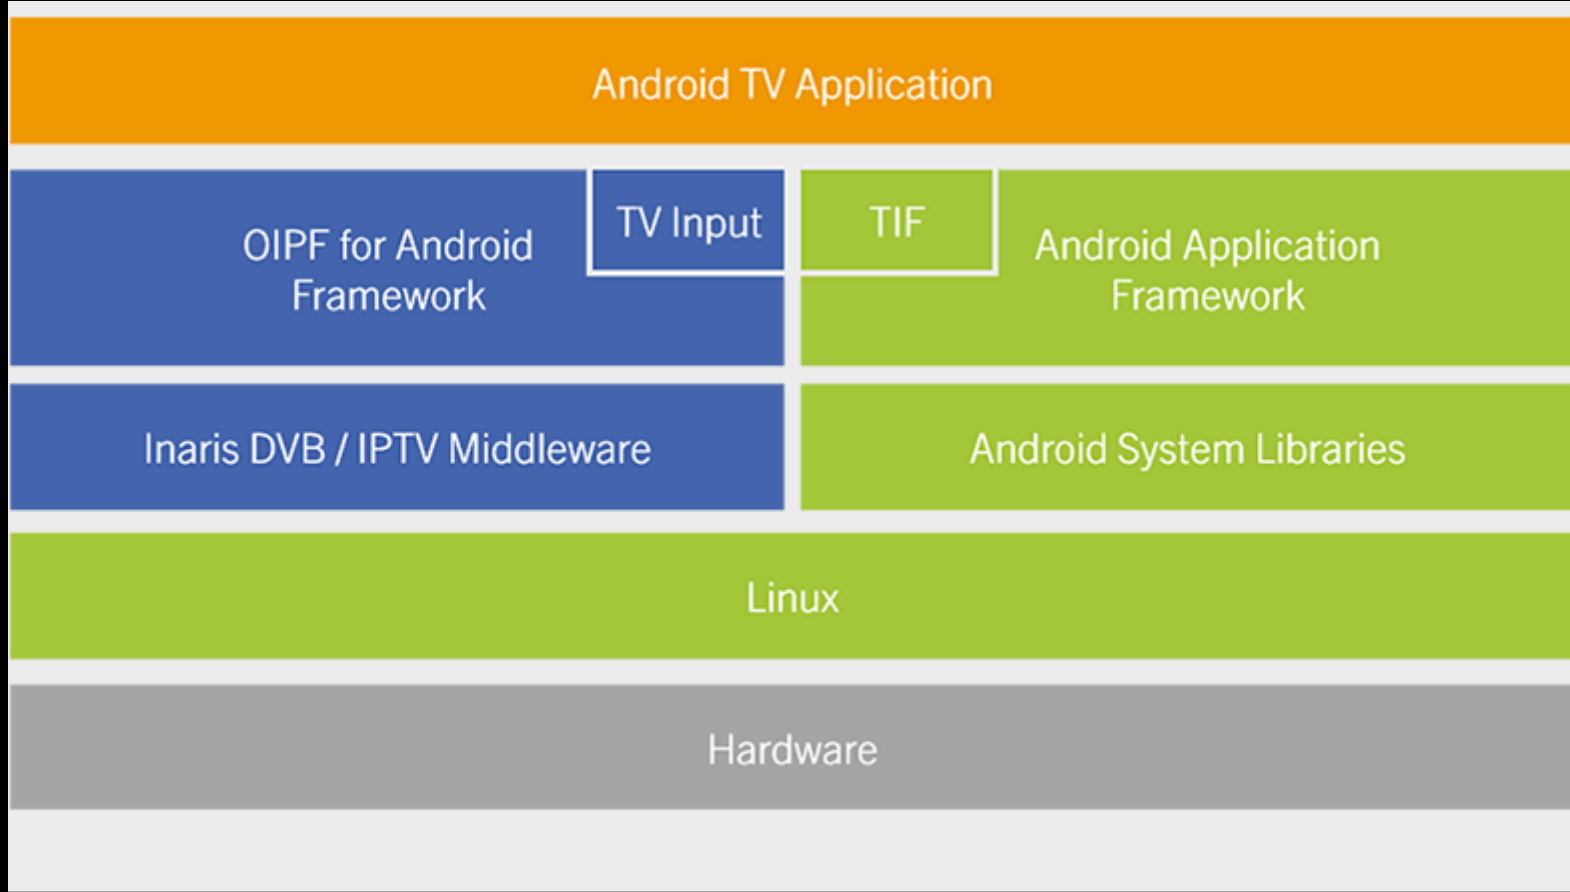 Android TV Application
OIPF for Android
Framework
TV Input
TIF
Android Application
Framework
Inaris DVB / IPTV Middleware
Android System Libraries
Linux
Hardware